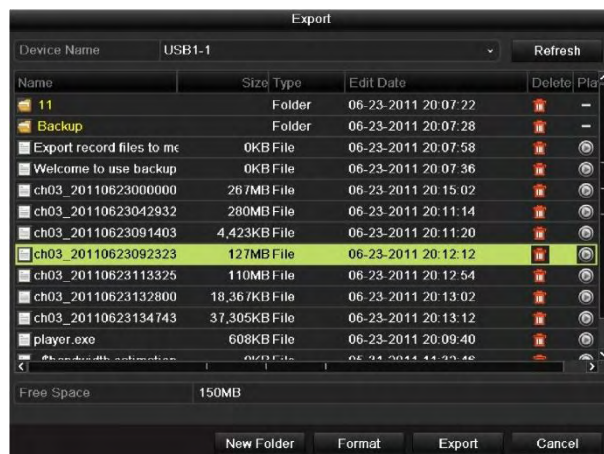 Export
Device Name USB1-1 Refresh
Name Size Type Edit Date Delete Pla
11 Folder 06-23-2011 20:07:22 –
Backup Folder 06-23-2011 20:07:28 –
Export record files to me 0KB File 06-23-2011 20:07:58
Welcome to use backup 0KB File 06-23-2011 20:07:36
ch03_20110623000000 267MB File 06-23-2011 20:15:02
ch03_20110623042932 280MB File 06-23-2011 20:11:14
ch03_20110623091403 4,423KB File 06-23-2011 20:11:20
ch03_20110623092323 127MB File 06-23-2011 20:12:12
ch03_20110623113325 110MB File 06-23-2011 20:12:54
ch03_20110623132800 18,367KB File 06-23-2011 20:13:02
ch03_20110623134743 37,305KB File 06-23-2011 20:13:12
player.exe 608KB File 06-23-2011 20:09:40
Free Space 150MB
New Folder Format Export Cancel